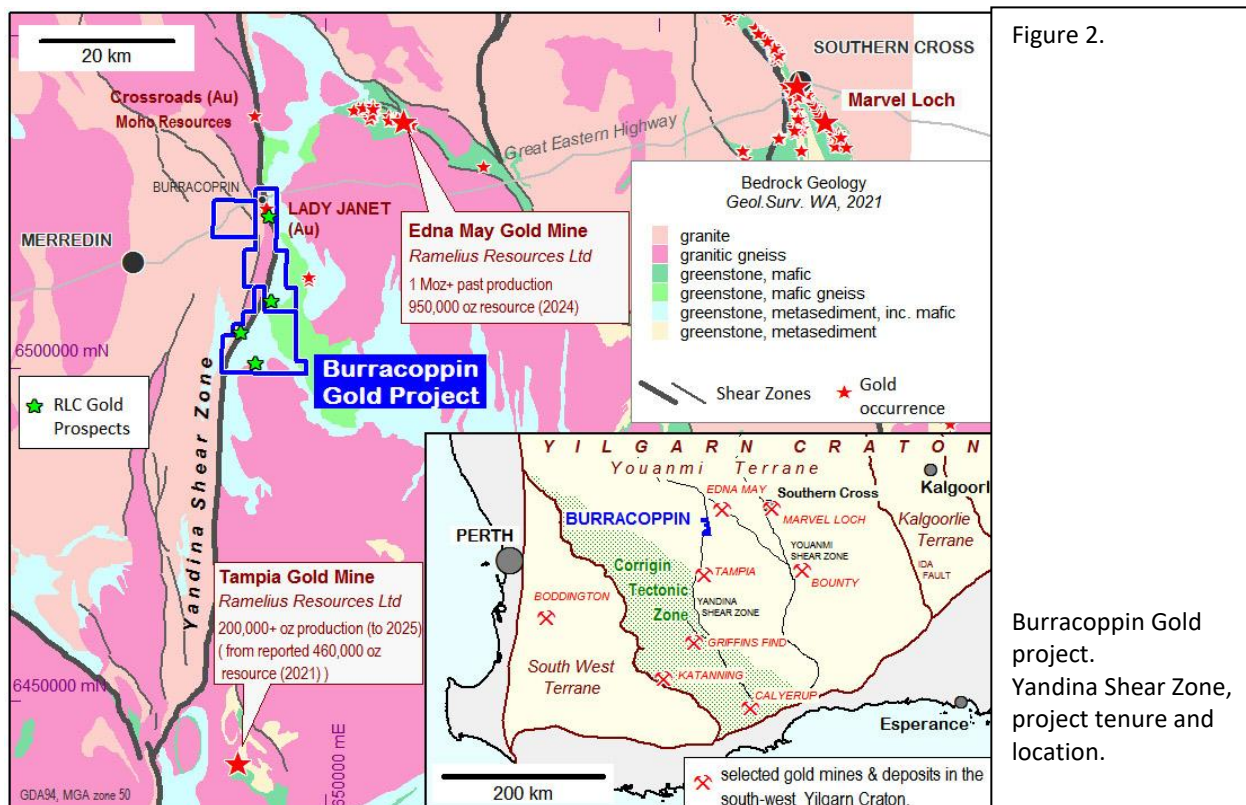 Figure 2.
20 km
SOUTHERN CROSS
Crossroads (Au)
Moho Resources
Marvel Loch
Great Eastern Highway
BURRACOPPIN
LADY JANET
(Au)
MERREDIN
Edna May Gold Mine
Ramelius Resources Ltd
1 Moz+ past production
950,000 oz resource (2024)
Bedrock Geology
Geol.Surv. WA, 2021
granite
granitic gneiss
greenstone, mafic
greenstone, mafic gneiss
greenstone, metasediment, inc. mafic
greenstone, metasediment
Shear Zones
Gold
occurrence
6500000 mN
RLC Gold
Prospects
Burracoppin
Gold Project
Yandina Shear Zone
Tampia Gold Mine
Ramelius Resources Ltd
200,000+ oz production (to 2025)
( from reported 460,000 oz
resource (2021) )
6450000 mN
650000 mE
GDA94, MGA zone 50
YILGARN CRATON
Youanmi Terrane
EDNA MAY
Southern Cross
Kalgoorl
BURRACOPPIN
MARVEL LOCH
PERTH
Kalgoorlie
Terrane
YOUANMI
SHEAR ZONE
Corrigin
Tectonic
Zone
TAMPIA
BOUNTY
IDA
FAULT
BODDINGTON
YANDINA
SHEAR ZONE
GRIFFINS FIND
South West
Terrane
KATANNING
CALYERUP
Esperance
200 km
selected gold mines & deposits in the
south-west Yilgarn Craton.
Burracoppin Gold
project.
Yandina Shear Zone,
project tenure and
location.